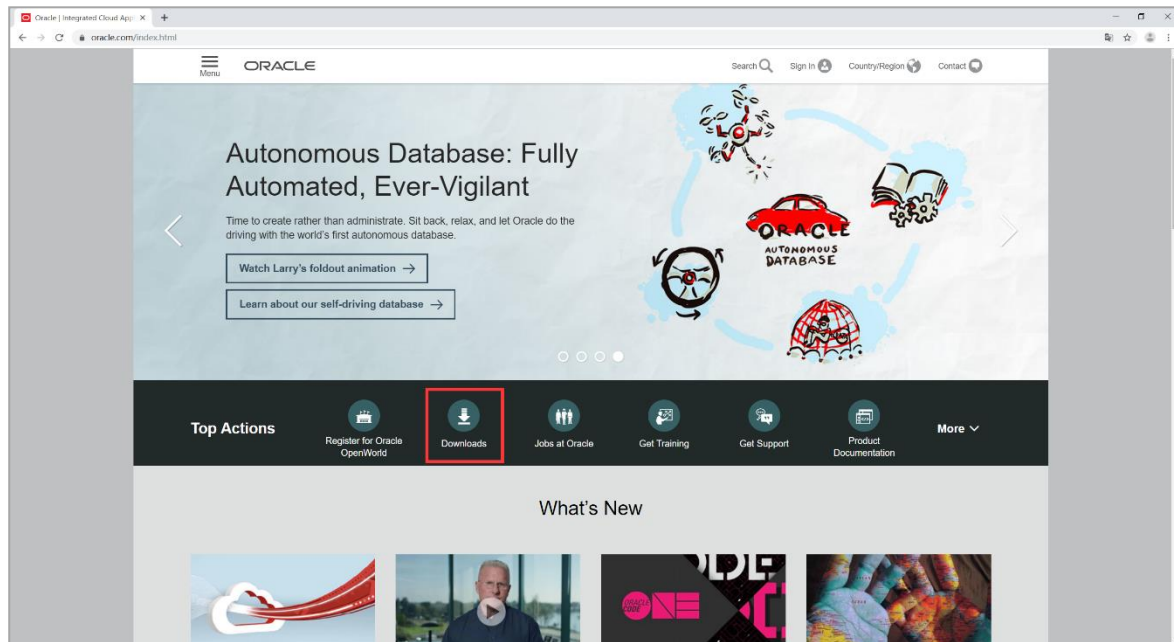 Oracle | Integrated Cloud App
oracle.com/index.html
Menu
ORACLE
Search
Sign In
Country/Region
Contact
Autonomous Database: Fully
Automated, Ever-Vigilant
Time to create rather than administrate. Sit back, relax, and let Oracle do the
driving with the world's first autonomous database.
Watch Larry's foldout animation →
Learn about our self-driving database →
ORACLE
AUTONOMOUS
DATABASE
Top Actions
Register for Oracle
OpenWorld
Downloads
Jobs at Oracle
Get Training
Get Support
Product
Documentation
More
What's New
ORACLE
CODE
ONE